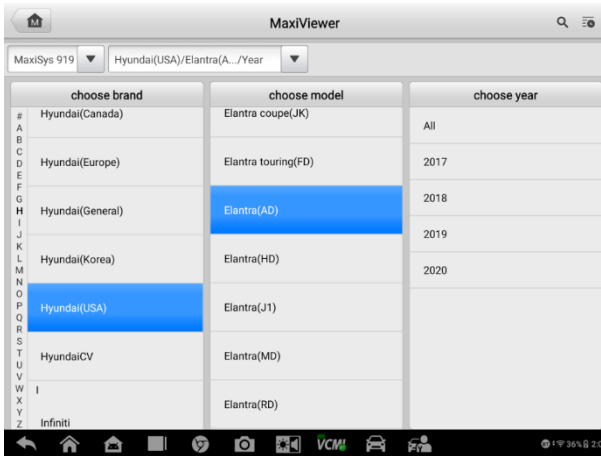 MaxiViewer
MaxiSys 919
Hyundai(USA)/Elantra(A.../Year
choose brand
choose model
choose year
#
A
B
C
D
E
F
G
H
I
J
K
L
M
N
O
P
Q
R
S
T
U
V
W
X
Y
Z
Hyundai(Canada)
Hyundai(Europe)
Hyundai(General)
Hyundai(Korea)
Hyundai(USA)
HyundaiCV
I
Infiniti
Elantra coupe(JK)
Elantra touring(FD)
Elantra(AD)
Elantra(HD)
Elantra(J1)
Elantra(MD)
Elantra(RD)
All
2017
2018
2019
2020
VCMI
36%